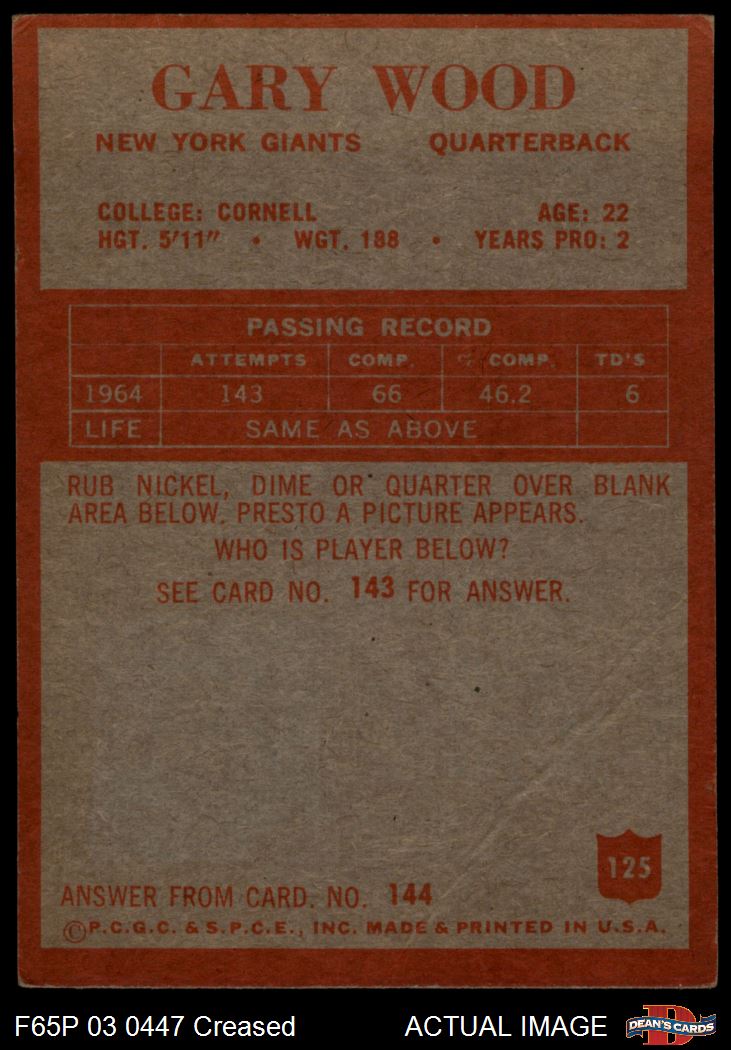 GARY WOOD
NEW YORK GIANTS QUARTERBACK
COLLEGE: CORNELL AGE: 22
HGT. 5'11" • WGT. 188 • YEARS PRO: 2
PASSING RECORD
ATTEMPTS COMP. % COMP. TD'S
1964 143 66 46.2 6
LIFE SAME AS ABOVE
RUB NICKEL, DIME OR QUARTER OVER BLANK
AREA BELOW. PRESTO A PICTURE APPEARS.
WHO IS PLAYER BELOW?
SEE CARD NO. 143 FOR ANSWER.
125
ANSWER FROM CARD. NO. 144
©P.C.G.C. & S.P.C.E., INC. MADE & PRINTED IN U.S.A.
F65P 03 0447 Creased ACTUAL IMAGE
D
DEAN'S CARDS